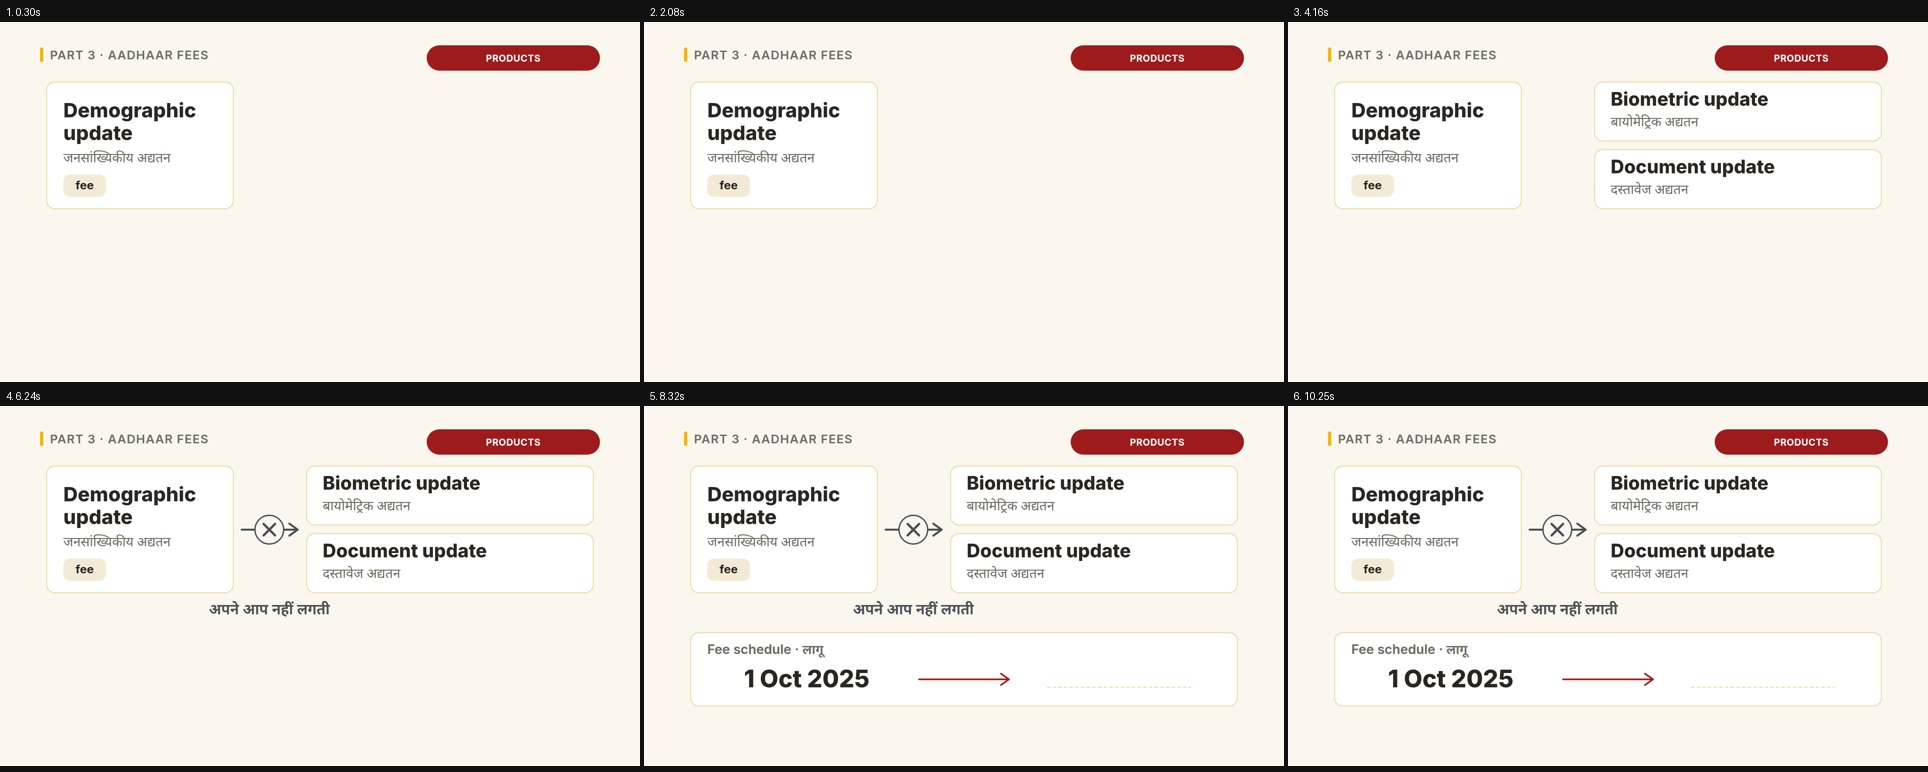 1. 0.30s
PART 3 · AADHAAR FEES
PRODUCTS
Demographic
update
जनसांख्यिकीय अद्यतन
fee
2. 2.08s
PART 3 · AADHAAR FEES
PRODUCTS
Demographic
update
जनसांख्यिकीय अद्यतन
fee
3. 4.16s
PART 3 · AADHAAR FEES
PRODUCTS
Demographic
update
जनसांख्यिकीय अद्यतन
fee
Biometric update
बायोमेट्रिक अद्यतन
Document update
दस्तावेज अद्यतन
4. 6.24s
PART 3 · AADHAAR FEES
PRODUCTS
Demographic
update
जनसांख्यिकीय अद्यतन
fee
Biometric update
बायोमेट्रिक अद्यतन
Document update
दस्तावेज अद्यतन
अपने आप नहीं लगती
5. 8.32s
PART 3 · AADHAAR FEES
PRODUCTS
Demographic
update
जनसांख्यिकीय अद्यतन
fee
Biometric update
बायोमेट्रिक अद्यतन
Document update
दस्तावेज अद्यतन
अपने आप नहीं लगती
Fee schedule · लागू
1 Oct 2025
6. 10.25s
PART 3 · AADHAAR FEES
PRODUCTS
Demographic
update
जनसांख्यिकीय अद्यतन
fee
Biometric update
बायोमेट्रिक अद्यतन
Document update
दस्तावेज अद्यतन
अपने आप नहीं लगती
Fee schedule · लागू
1 Oct 2025